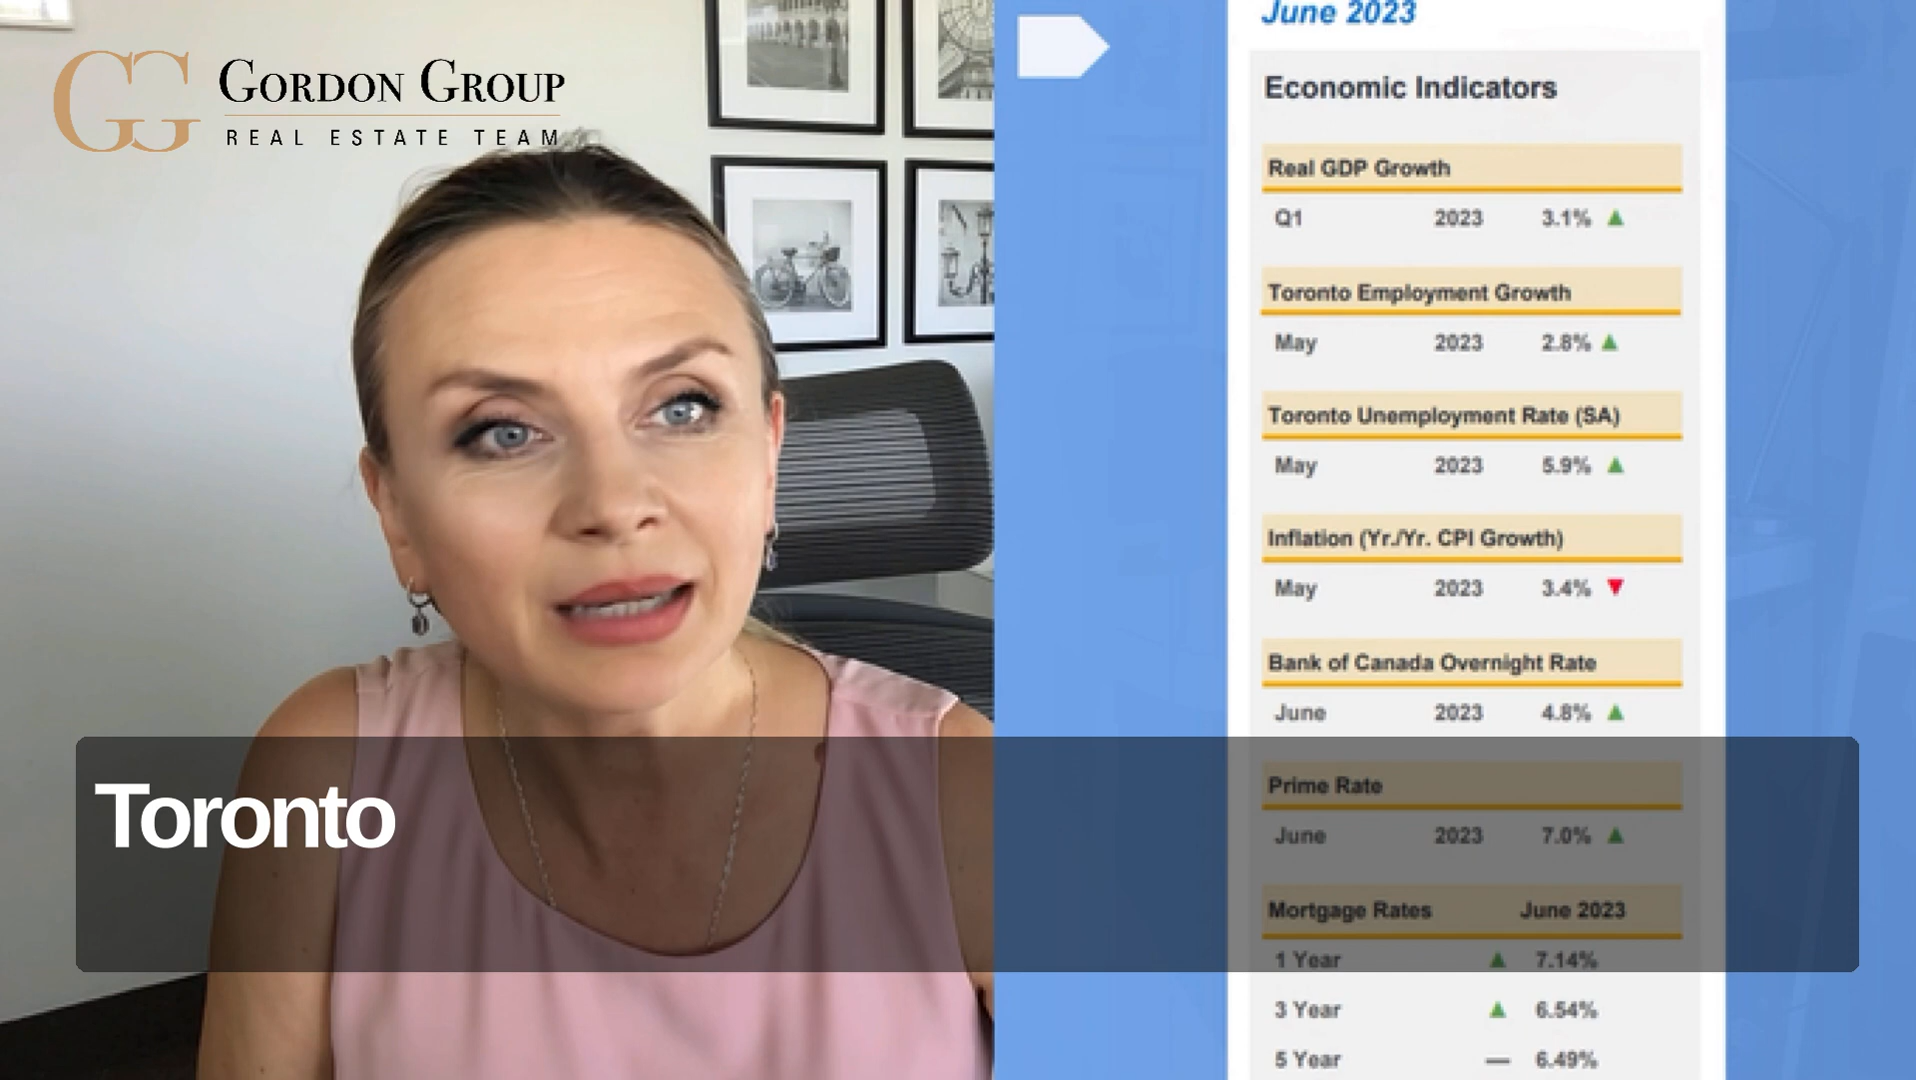 GG
GORDON GROUP
REAL ESTATE TEAM
June 2023
Economic Indicators
Real GDP Growth
Q1 2023 3.1% ▲
Toronto Employment Growth
May 2023 2.8% ▲
Toronto Unemployment Rate (SA)
May 2023 5.9% ▲
Inflation (Yr./Yr. CPI Growth)
May 2023 3.4% ▼
Bank of Canada Overnight Rate
June 2023 4.8% ▲
Prime Rate
June 2023 7.0% ▲
Mortgage Rates June 2023
1 Year ▲ 7.14%
3 Year ▲ 6.54%
5 Year — 6.49%
Toronto